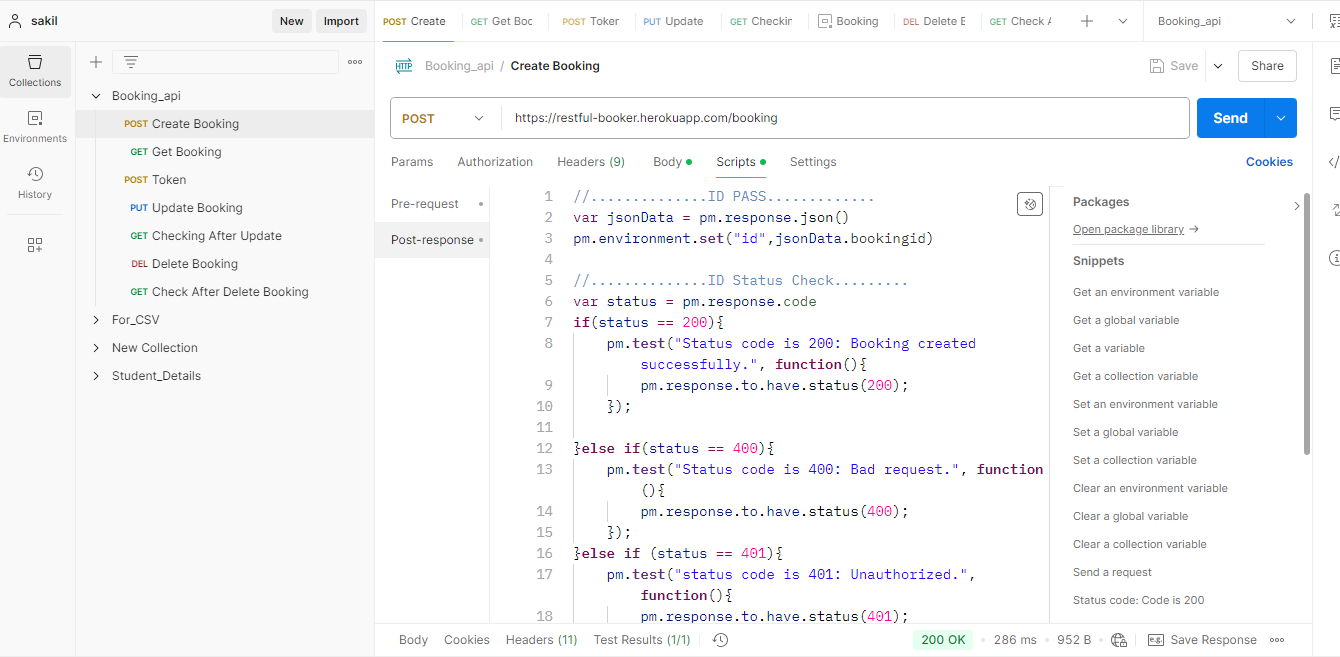 sakil
New
Import
POST Create
GET Get Boc
POST Token
PUT Update
GET Checkin
Booking
DEL Delete E
GET Check A
Booking_api
Collections
Environments
History
Booking_api
POST Create Booking
GET Get Booking
POST Token
PUT Update Booking
GET Checking After Update
DEL Delete Booking
GET Check After Delete Booking
For_CSV
New Collection
Student_Details
HTTP Booking_api / Create Booking
Save
Share
POST
https://restful-booker.herokuapp.com/booking
Send
Params
Authorization
Headers (9)
Body
Scripts
Settings
Cookies
Pre-request
Post-response
1 //..............ID PASS.............
2 var jsonData = pm.response.json()
3 pm.environment.set("id",jsonData.bookingid)
4
5 //..............ID Status Check.........
6 var status = pm.response.code
7 if(status == 200){
8 pm.test("Status code is 200: Booking created
successfully.", function(){
9 pm.response.to.have.status(200);
10 });
11
12 }else if(status == 400){
13 pm.test("Status code is 400: Bad request.", function
(){
14 pm.response.to.have.status(400);
15 });
16 }else if (status == 401){
17 pm.test("status code is 401: Unauthorized.",
function(){
18 pm.response.to.have.status(401);
Packages
Open package library →
Snippets
Get an environment variable
Get a global variable
Get a variable
Get a collection variable
Set an environment variable
Set a global variable
Set a collection variable
Clear an environment variable
Clear a global variable
Clear a collection variable
Send a request
Status code: Code is 200
Body
Cookies
Headers (11)
Test Results (1/1)
200 OK
286 ms
952 B
e.g. Save Response